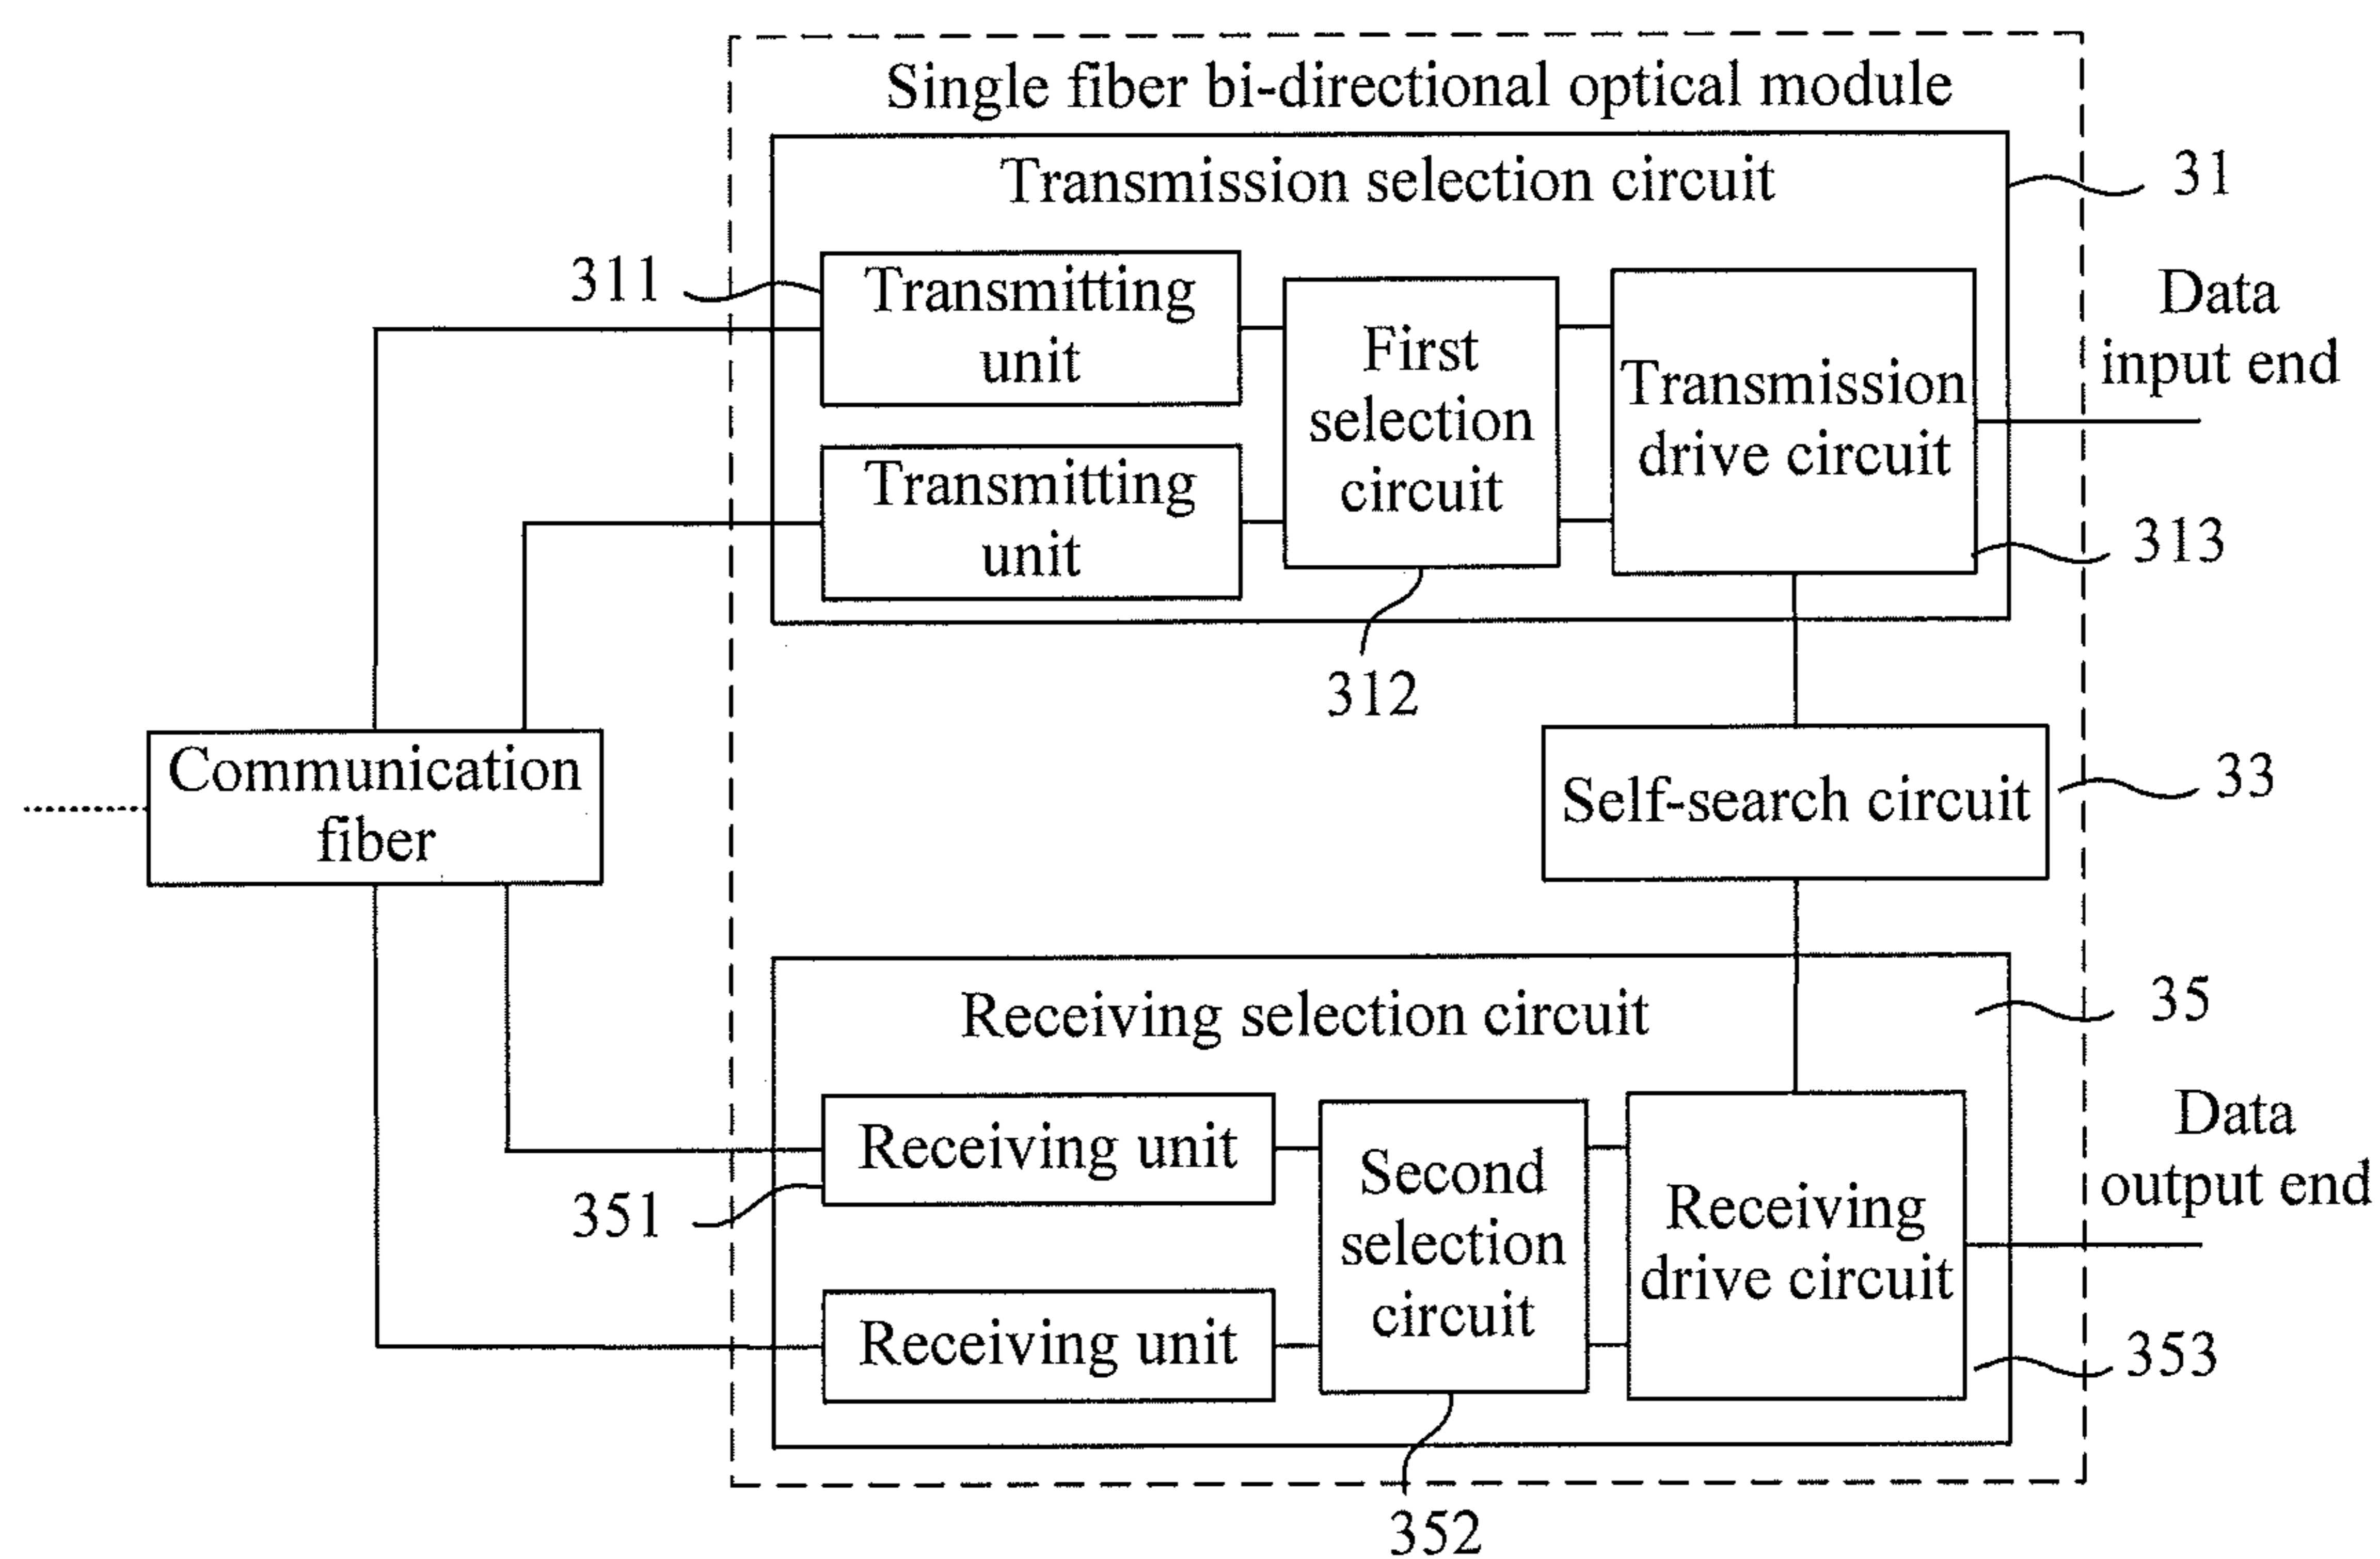 Single fiber bi-directional optical module
Transmission selection circuit
31
311
Transmitting
unit
First
selection
circuit
Transmission
drive circuit
Data
input end
Transmitting
unit
313
312
Communication
fiber
Self-search circuit
33
Receiving selection circuit
35
Receiving unit
351
Second
selection
circuit
Receiving
drive circuit
Data
output end
Receiving unit
353
352